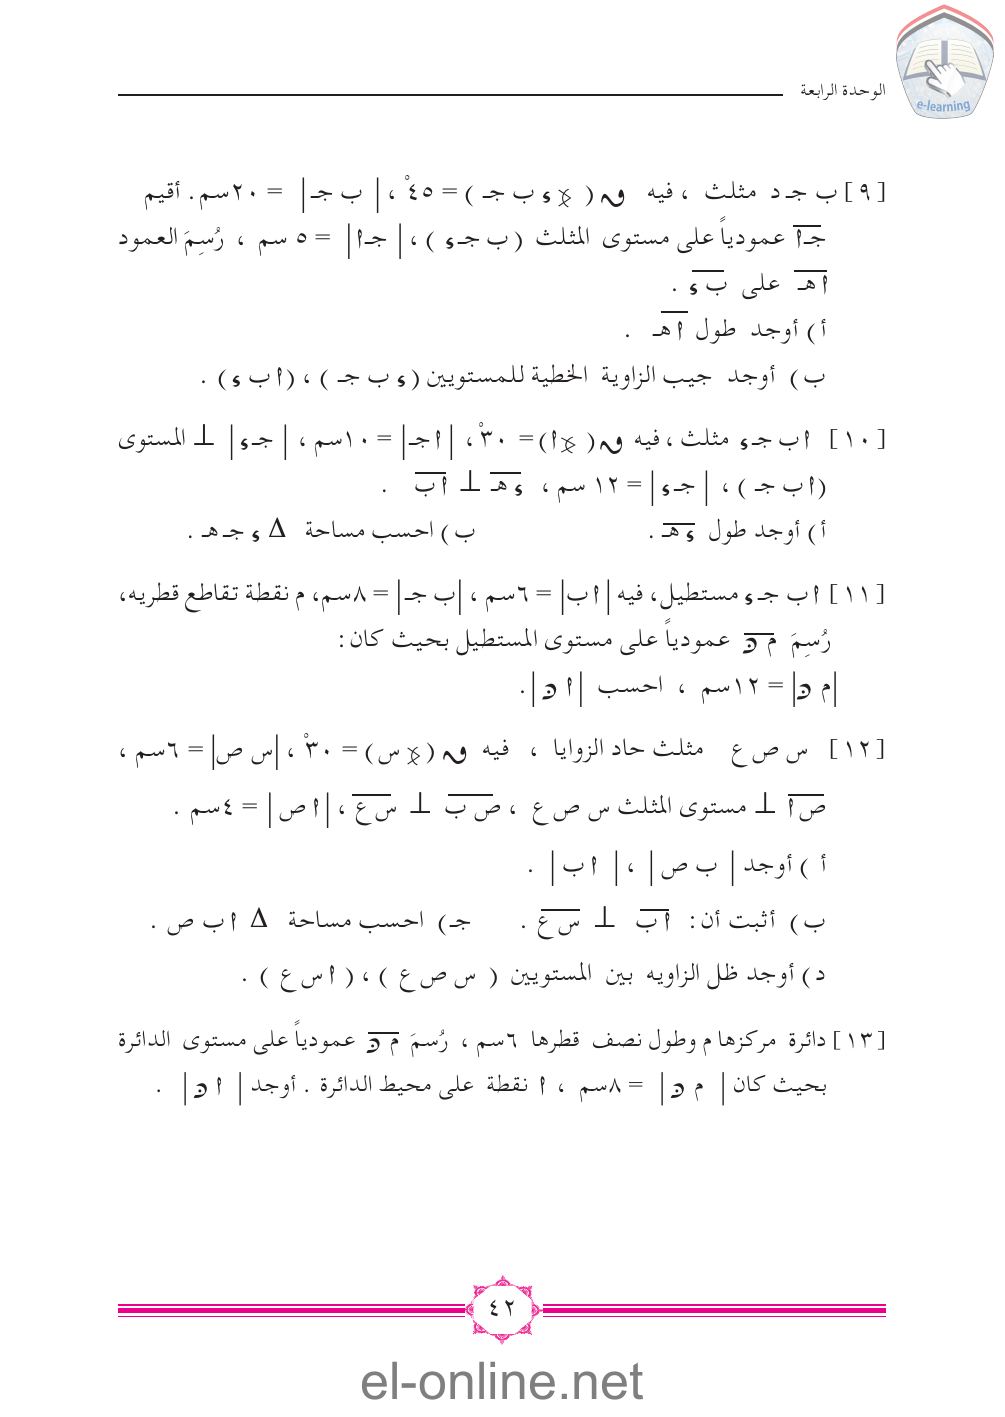 e-learning
الوحدة الرابعة
[ ٩ ] ب جـ د مثلث ، فيه ق ( ∡ ء ب جـ ) = ٤٥° ، | ب جـ | = ٢٠سم . أقيم
جـ ا عمودياً على مستوى المثلث ( ب جـ ء ) ، | جـ ا | = ٥ سم ، رُسِمَ العمود
ا هـ على ب ء .
أ ) أوجد طول ا هـ .
ب ) أوجد جيب الزاوية الخطية للمستويين ( ء ب جـ ) ، ( ا ب ء ) .
[ ١٠ ] ا ب جـ ء مثلث ، فيه ق ( ∡ ا ) = ٣٠° ، | ا جـ | = ١٠سم ، | جـ ء | ⊥ المستوى
( ا ب جـ ) ، | جـ ء | = ١٢ سم ، ء هـ ⊥ ا ب .
أ ) أوجد طول ء هـ . ب ) احسب مساحة Δ ء جـ هـ .
[ ١١ ] ا ب جـ ء مستطيل، فيه | ا ب | = ٦سم ، | ب جـ | = ٨سم، م نقطة تقاطع قطريه،
رُسِمَ م ن عمودياً على مستوى المستطيل بحيث كان :
| م ن | = ١٢سم ، احسب | ا ن | .
[ ١٢ ] س ص ع مثلث حاد الزوايا ، فيه ق ( ∡ س ) = ٣٠° ، | س ص | = ٦سم ،
ص ا ⊥ مستوى المثلث س ص ع ، ص ب ⊥ س ع ، | ا ص | = ٤سم .
أ ) أوجد | ب ص | ، | ا ب | .
ب ) أثبت أن : ا ب ⊥ س ع . جـ ) احسب مساحة Δ ا ب ص .
د ) أوجد ظل الزاويه بين المستويين ( س ص ع ) ، ( ا س ع ) .
[ ١٣ ] دائرة مركزها م وطول نصف قطرها ٦سم ، رُسمَ م ن عمودياً على مستوى الدائرة
بحيث كان | م ن | = ٨سم ، ا نقطة على محيط الدائرة . أوجد | ا ن | .
٤٢
el-online.net